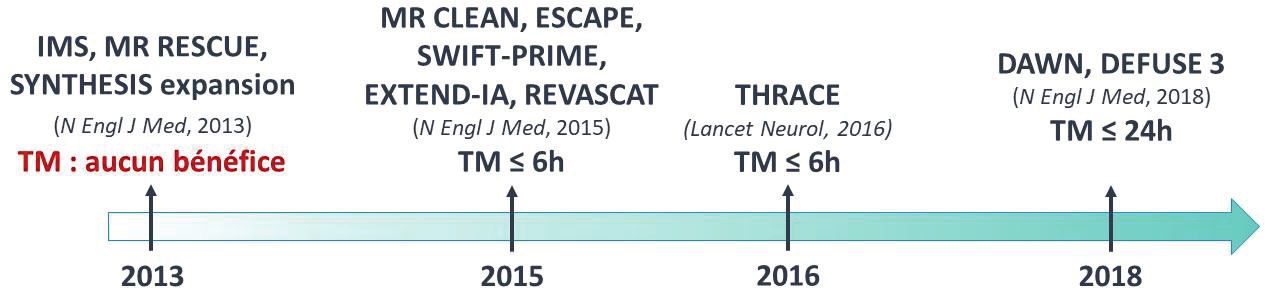 IMS, MR RESCUE,
SYNTHESIS expansion
(N Engl J Med, 2013)
TM : aucun bénéfice
MR CLEAN, ESCAPE,
SWIFT-PRIME,
EXTEND-IA, REVASCAT
(N Engl J Med, 2015)
TM ≤ 6h
THRACE
(Lancet Neurol, 2016)
TM ≤ 6h
DAWN, DEFUSE 3
(N Engl J Med, 2018)
TM ≤ 24h
2013
2015
2016
2018